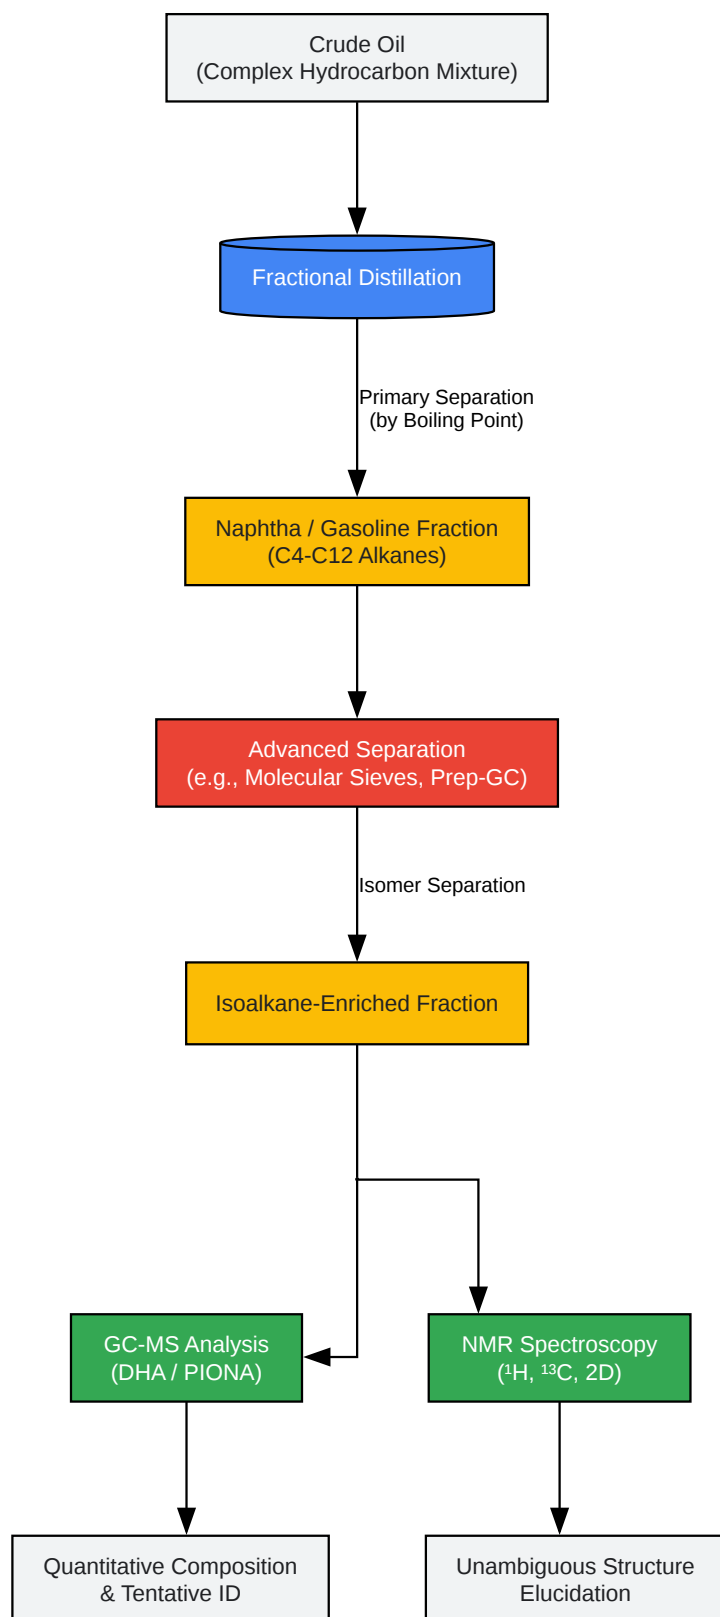 Crude Oil
(Complex Hydrocarbon Mixture)
Fractional Distillation
Primary Separation
(by Boiling Point)
Naphtha / Gasoline Fraction
(C4-C12 Alkanes)
Advanced Separation
(e.g., Molecular Sieves, Prep-GC)
Isomer Separation
Isoalkane-Enriched Fraction
GC-MS Analysis
(DHA / PIONA)
NMR Spectroscopy
(¹H, ¹³C, 2D)
Quantitative Composition
& Tentative ID
Unambiguous Structure
Elucidation